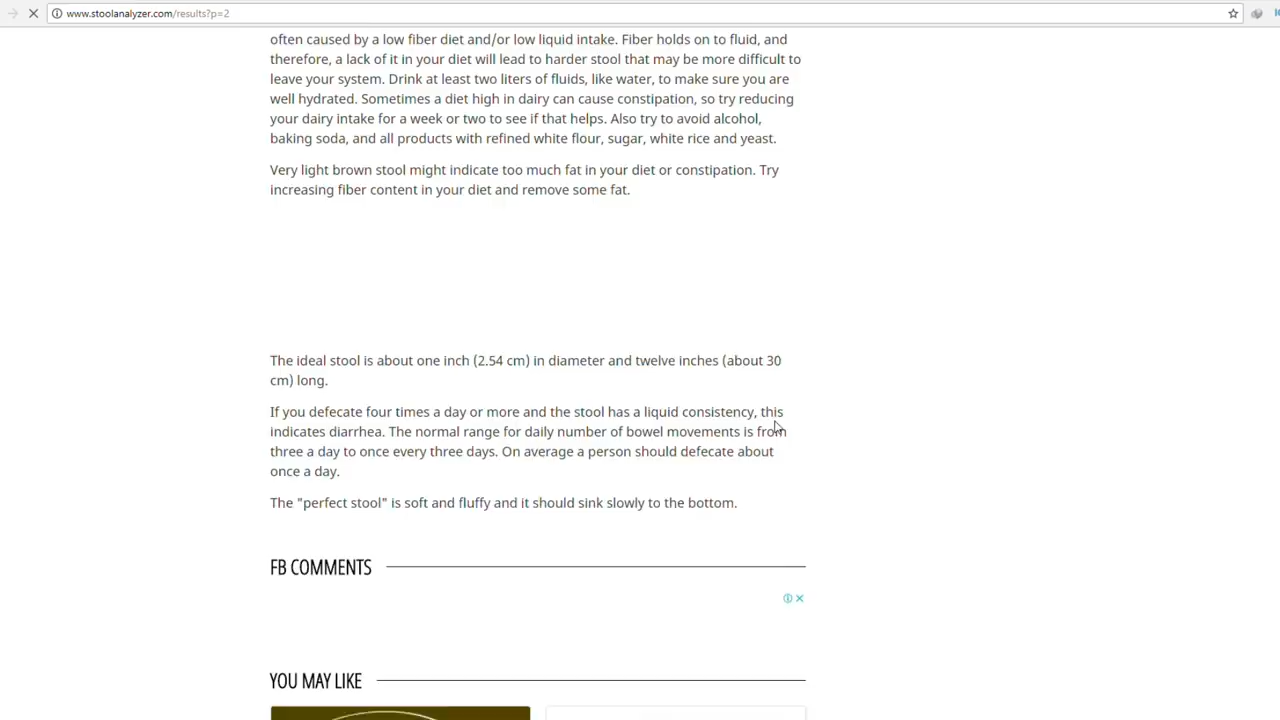 www.stoolanalyzer.com/results?p=2
often caused by a low fiber diet and/or low liquid intake. Fiber holds on to fluid, and
therefore, a lack of it in your diet will lead to harder stool that may be more difficult to
leave your system. Drink at least two liters of fluids, like water, to make sure you are
well hydrated. Sometimes a diet high in dairy can cause constipation, so try reducing
your dairy intake for a week or two to see if that helps. Also try to avoid alcohol,
baking soda, and all products with refined white flour, sugar, white rice and yeast.
Very light brown stool might indicate too much fat in your diet or constipation. Try
increasing fiber content in your diet and remove some fat.
The ideal stool is about one inch (2.54 cm) in diameter and twelve inches (about 30
cm) long.
If you defecate four times a day or more and the stool has a liquid consistency, this
indicates diarrhea. The normal range for daily number of bowel movements is from
three a day to once every three days. On average a person should defecate about
once a day.
The "perfect stool" is soft and fluffy and it should sink slowly to the bottom.
FB COMMENTS
YOU MAY LIKE